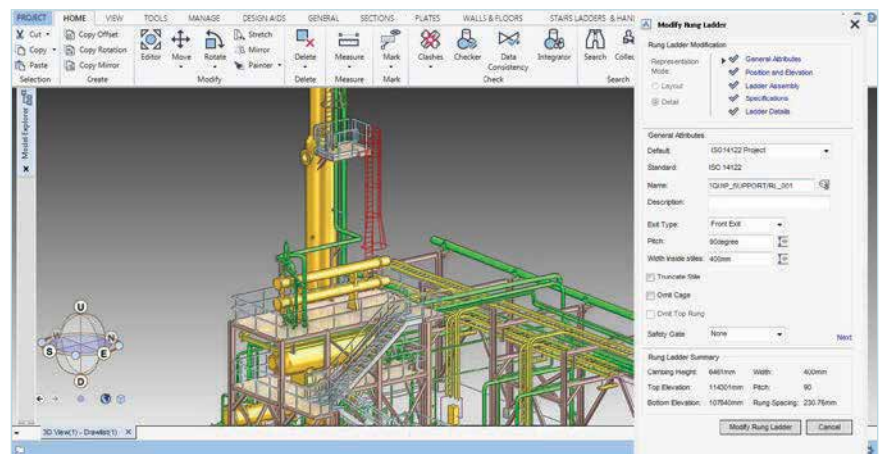 PROJECT HOME VIEW TOOLS MANAGE DESIGN AIDS GENERAL SECTIONS PLATES WALLS & FLOORS STAIRS LADDERS & HAN
Cut Copy Offset
Copy Copy Rotation
Paste Copy Mirror
Editor Move Rotate
Stretch
Mirror
Painter
Delete Measure Mark Clashes Checker Data Consistency Integrator Search Collec
Selection Create Modify Delete Measure Mark Check Search
Model Explorer
U
N
S
E
D
3D View(1) - Drawlist(1) X
Modify Rung Ladder
Rung Ladder Modification
Representation Mode:
Layout
Detail
General Attributes
Position and Elevation
Ladder Assembly
Specifications
Ladder Details
General Attributes
Default: ISO14122 Project
Standard: ISO 14122
Name:
Description:
Exit Type: Front Exit
Pitch: 90degree
Width inside stiles: 400mm
Truncate Stile
Omit Cage
Omit Top Rung
Safety Gate None
Next
Rung Ladder Summary
Climbing Height: 6461mm Width: 400mm
Top Elevation: 114301mm Pitch: 90
Bottom Elevation: 107840mm Rung Spacing: 230.76mm
Modify Rung Ladder Cancel